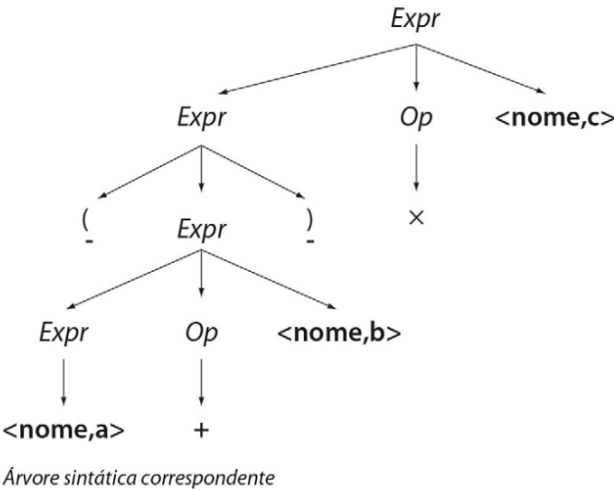 Expr
Expr Op <nome,c>
( Expr ) ×
Expr Op <nome,b>
<nome,a> +
Árvore sintática correspondente